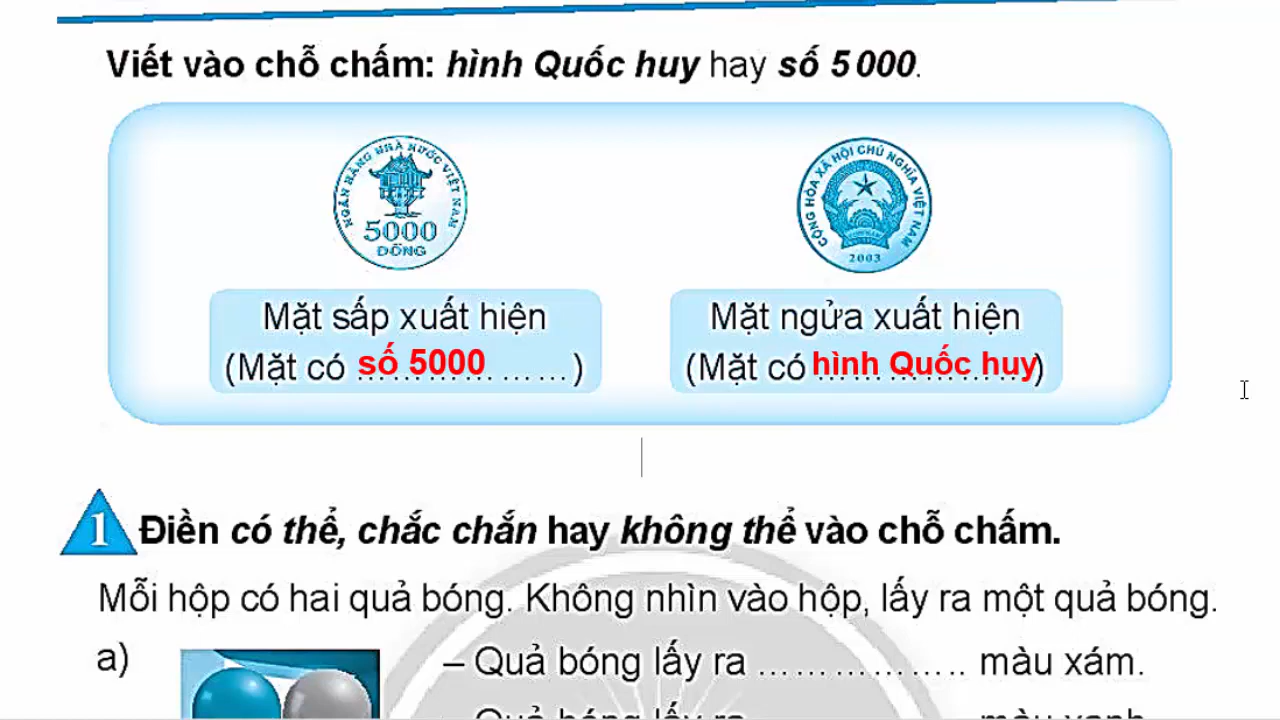 Viết vào chỗ chấm: hình Quốc huy hay số 5 000.
NGÂN HÀNG NHÀ NƯỚC VIỆT NAM
5000
ĐỒNG
CỘNG HÒA XÃ HỘI CHỦ NGHĨA VIỆT NAM
2003
Mặt sấp xuất hiện
(Mặt có số 5000 ..................)
Mặt ngửa xuất hiện
(Mặt có hình Quốc huy)
1 Điền có thể, chắc chắn hay không thể vào chỗ chấm.
Mỗi hộp có hai quả bóng. Không nhìn vào hộp, lấy ra một quả bóng.
a)
– Quả bóng lấy ra .................. màu xám.